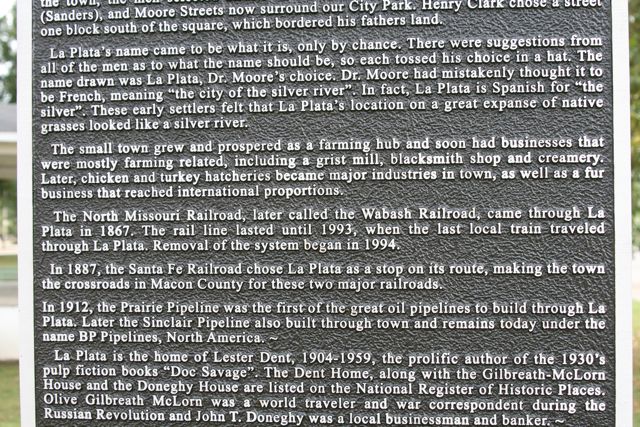 the town, the men
(Sanders), and Moore Streets now surround our City Park. Henry Clark chose a street
one block south of the square, which bordered his fathers land.
La Plata's name came to be what it is, only by chance. There were suggestions from
all of the men as to what the name should be, so each tossed his choice in a hat. The
name drawn was La Plata, Dr. Moore's choice. Dr. Moore had mistakenly thought it to
be French, meaning "the city of the silver river". In fact, La Plata is Spanish for "the
silver". These early settlers felt that La Plata's location on a great expanse of native
grasses looked like a silver river.
The small town grew and prospered as a farming hub and soon had businesses that
were mostly farming related, including a grist mill, blacksmith shop and creamery.
Later, chicken and turkey hatcheries became major industries in town, as well as a fur
business that reached international proportions.
The North Missouri Railroad, later called the Wabash Railroad, came through La
Plata in 1867. The rail line lasted until 1993, when the last local train traveled
through La Plata. Removal of the system began in 1994.
In 1887, the Santa Fe Railroad chose La Plata as a stop on its route, making the town
the crossroads in Macon County for these two major railroads.
In 1912, the Prairie Pipeline was the first of the great oil pipelines to build through La
Plata. Later the Sinclair Pipeline also built through town and remains today under the
name BP Pipelines, North America. ~
La Plata is the home of Lester Dent, 1904-1959, the prolific author of the 1930's
pulp fiction books "Doc Savage". The Dent Home, along with the Gilbreath-McLorn
House and the Doneghy House are listed on the National Register of Historic Places.
Olive Gilbreath McLorn was a world traveler and war correspondent during the
Russian Revolution and John T. Doneghy was a local businessman and banker. ~